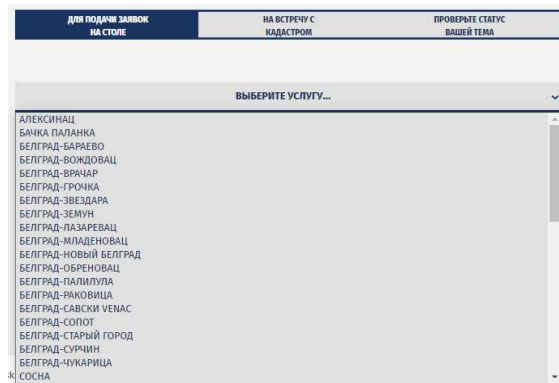 ДЛЯ ПОДАЧИ ЗАЯВОК
НА СТОЛЕ
НА ВСТРЕЧУ С
КАДАСТРОМ
ПРОВЕРЬТЕ СТАТУС
ВАШЕЙ ТЕМА
ВЫБЕРИТЕ УСЛУГУ...
АЛЕКСИНАЦ
БАЧКА ПАЛАНКА
БЕЛГРАД-БАРАЕВО
БЕЛГРАД-ВОЖДОВАЦ
БЕЛГРАД-ВРАЧАР
БЕЛГРАД-ГРОЧКА
БЕЛГРАД-ЗВЕЗДАРА
БЕЛГРАД-ЗЕМУН
БЕЛГРАД-ЛАЗАРЕВАЦ
БЕЛГРАД-МЛАДЕНОВАЦ
БЕЛГРАД-НОВЫЙ БЕЛГРАД
БЕЛГРАД-ОБРЕНОВАЦ
БЕЛГРАД-ПАЛИЛУЛА
БЕЛГРАД-РАКОВИЦА
БЕЛГРАД-САВСКИ VENAC
БЕЛГРАД-СОПОТ
БЕЛГРАД-СТАРЫЙ ГОРОД
БЕЛГРАД-СУРЧИН
БЕЛГРАД-ЧУКАРИЦА
СОСНА